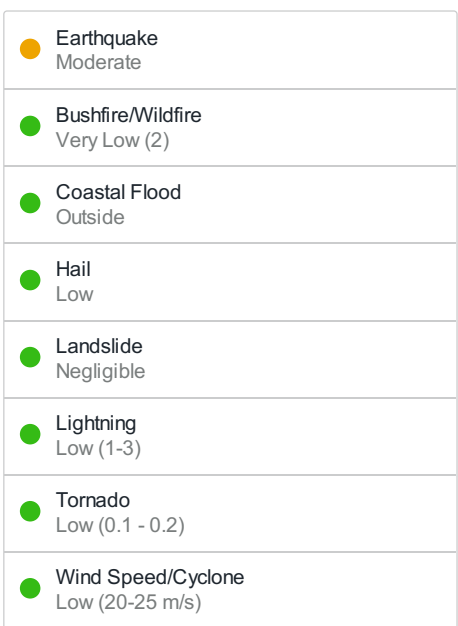 Earthquake
Moderate
Bushfire/Wildfire
Very Low (2)
Coastal Flood
Outside
Hail
Low
Landslide
Negligible
Lightning
Low (1-3)
Tornado
Low (0.1 - 0.2)
Wind Speed/Cyclone
Low (20-25 m/s)